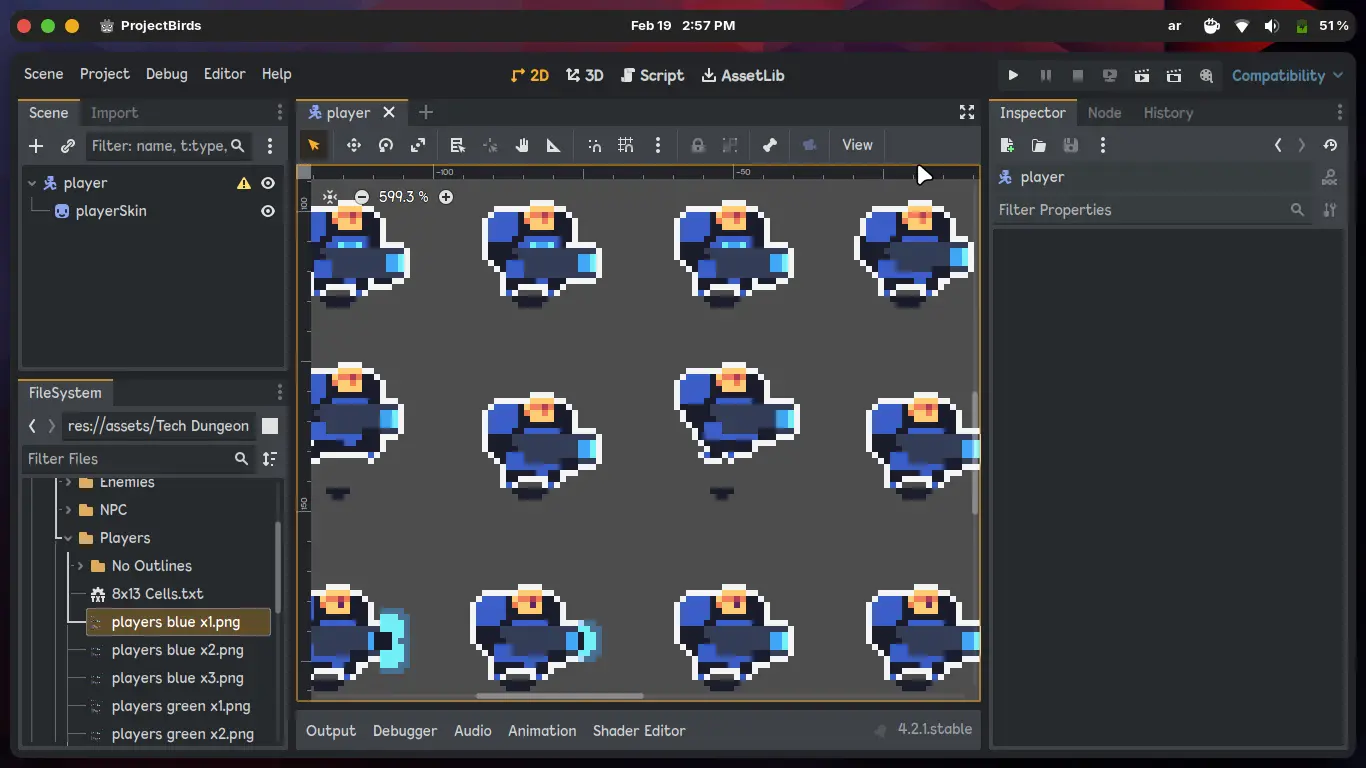 ProjectBirds
Feb 19 2:57 PM
ar
51%
Scene Project Debug Editor Help
2D 3D Script AssetLib
Compatibility
Scene Import
Filter: name, t:type,
player
playerSkin
FileSystem
res://assets/Tech Dungeon
Filter Files
Enemies
NPC
Players
No Outlines
8x13 Cells.txt
players blue x1.png
players blue x2.png
players blue x3.png
players green x1.png
players green x2.png
player
View
-100
-50
100
150
599.3 %
Output Debugger Audio Animation Shader Editor
4.2.1.stable
Inspector Node History
player
Filter Properties